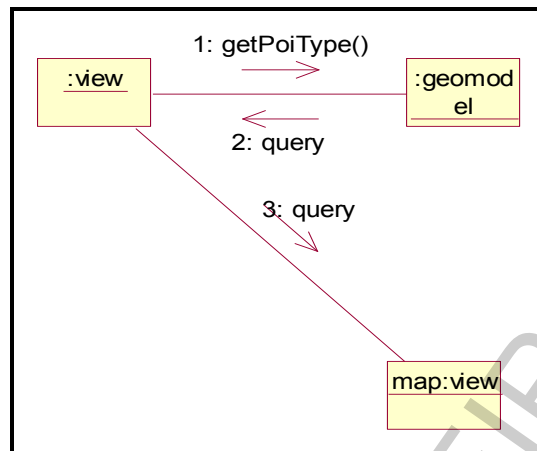 1: getPoiType()
:view
:geomod
el
2: query
3: query
map:view